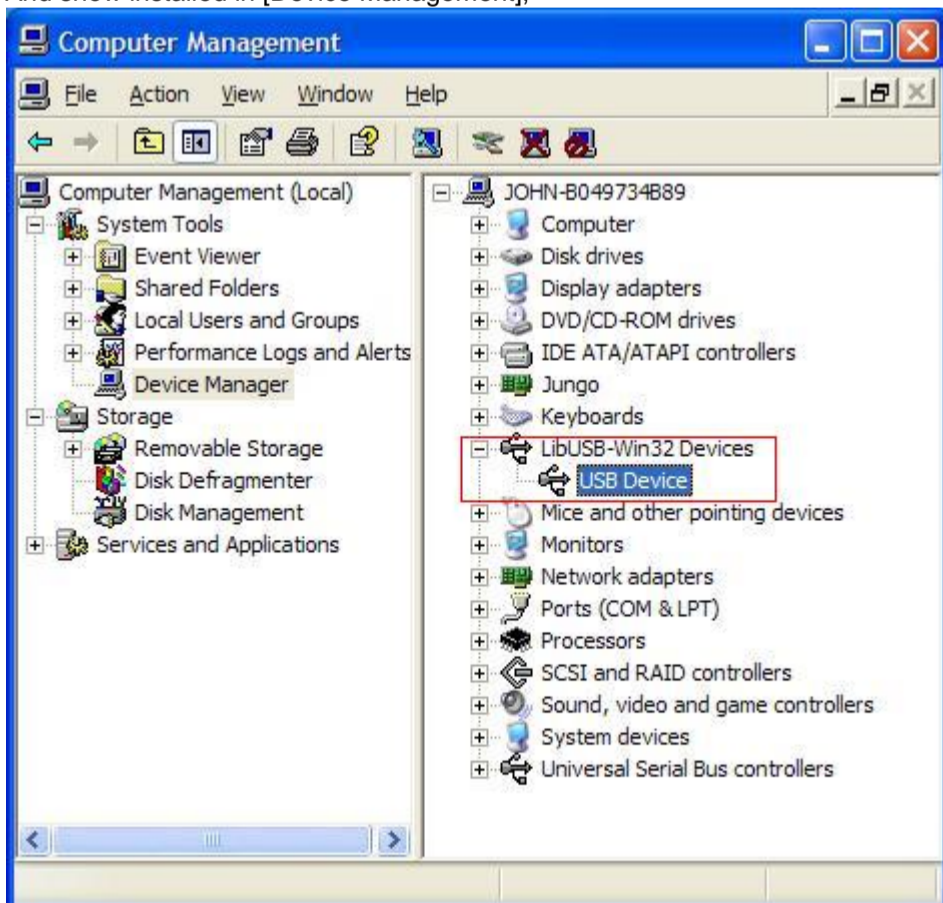 And show installed in [Device Management],
Computer Management
File Action View Window Help
Computer Management (Local)
System Tools
Event Viewer
Shared Folders
Local Users and Groups
Performance Logs and Alerts
Device Manager
Storage
Removable Storage
Disk Defragmenter
Disk Management
Services and Applications
JOHN-B049734B89
Computer
Disk drives
Display adapters
DVD/CD-ROM drives
IDE ATA/ATAPI controllers
Jungo
Keyboards
LibUSB-Win32 Devices
USB Device
Mice and other pointing devices
Monitors
Network adapters
Ports (COM & LPT)
Processors
SCSI and RAID controllers
Sound, video and game controllers
System devices
Universal Serial Bus controllers